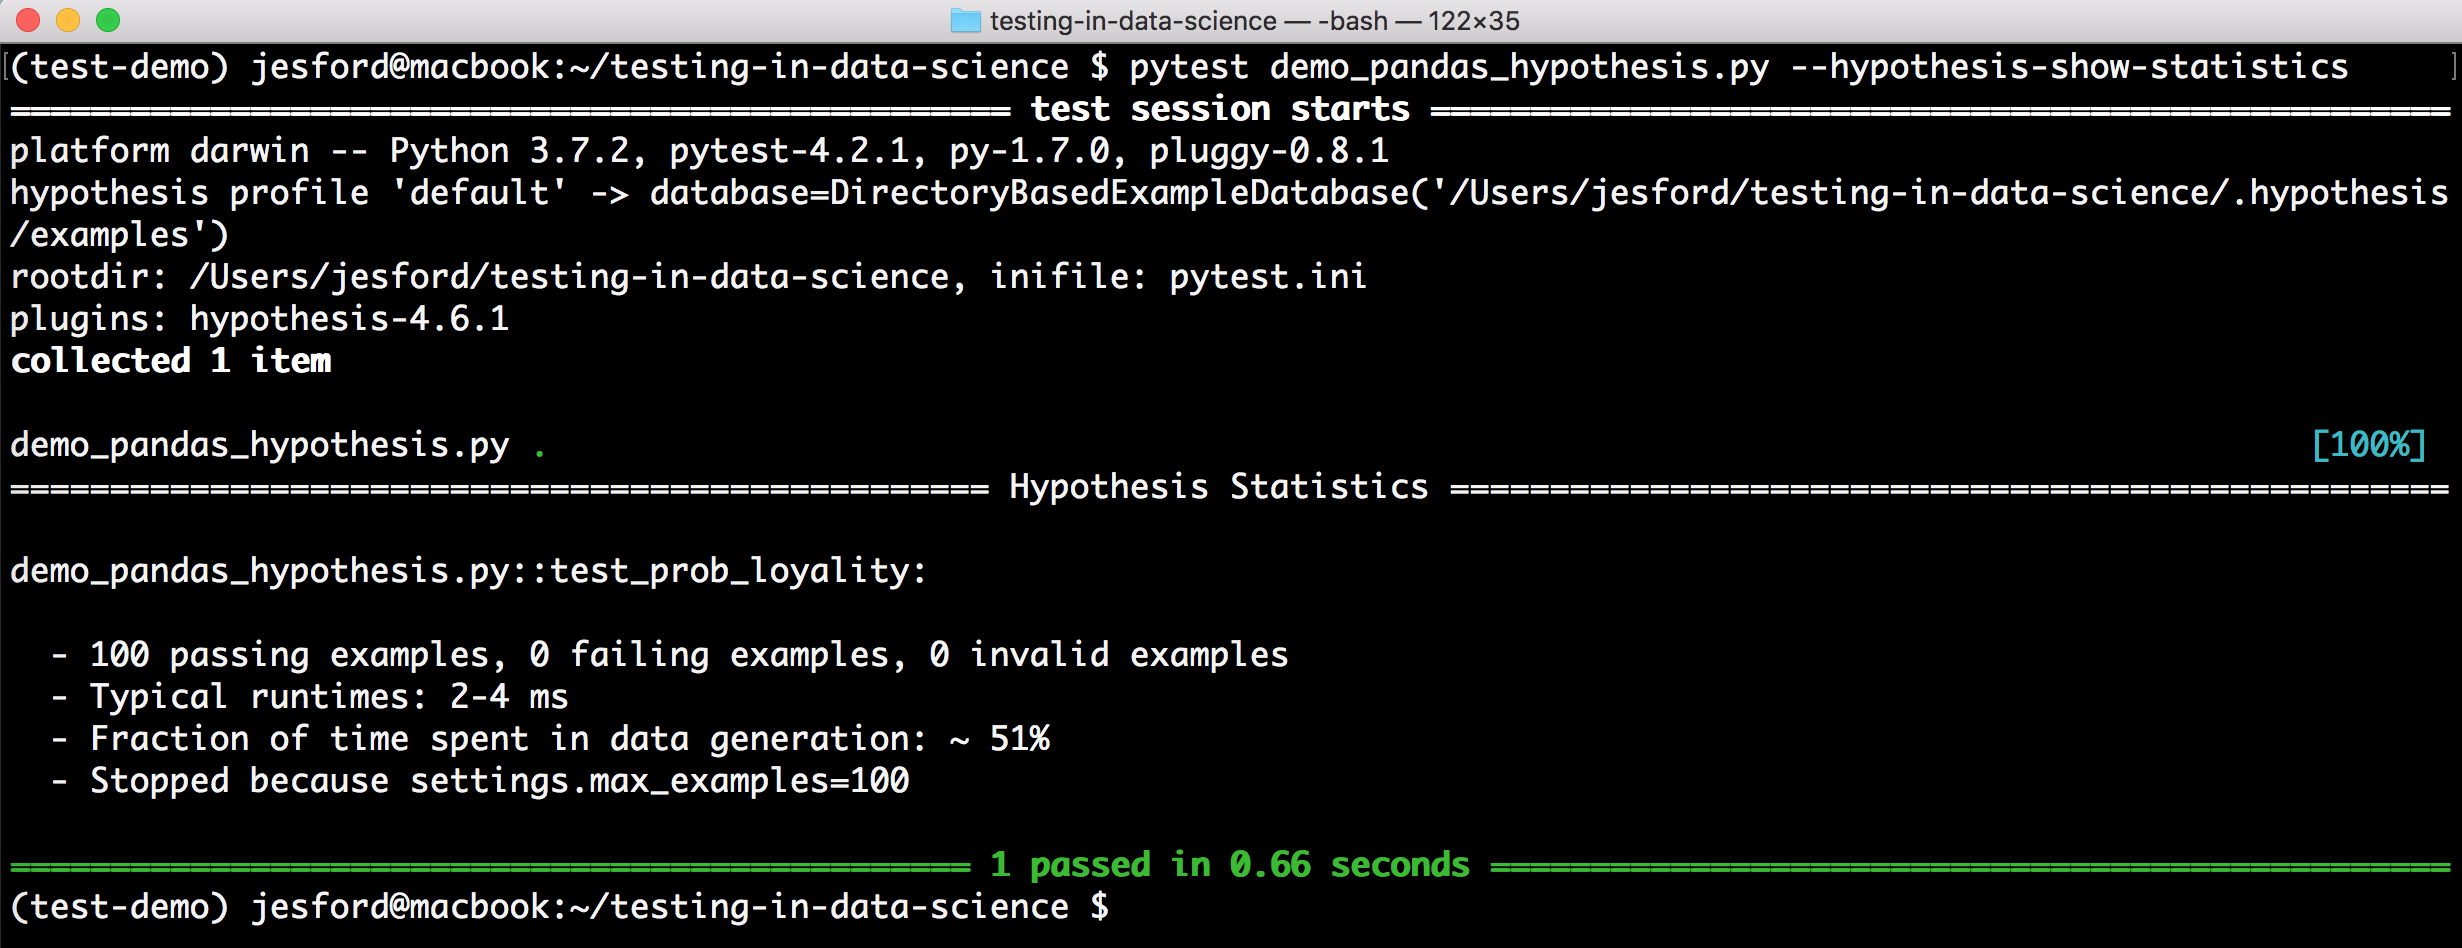 testing-in-data-science — -bash — 122×35
(test-demo) jesford@macbook:~/testing-in-data-science $ pytest demo_pandas_hypothesis.py --hypothesis-show-statistics
================================================== test session starts ===================================================
platform darwin -- Python 3.7.2, pytest-4.2.1, py-1.7.0, pluggy-0.8.1
hypothesis profile 'default' -> database=DirectoryBasedExampleDatabase('/Users/jesford/testing-in-data-science/.hypothesis
/examples')
rootdir: /Users/jesford/testing-in-data-science, inifile: pytest.ini
plugins: hypothesis-4.6.1
collected 1 item
demo_pandas_hypothesis.py . [100%]
================================================= Hypothesis Statistics ==================================================
demo_pandas_hypothesis.py::test_prob_loyality:
- 100 passing examples, 0 failing examples, 0 invalid examples
- Typical runtimes: 2-4 ms
- Fraction of time spent in data generation: ~ 51%
- Stopped because settings.max_examples=100
================================================ 1 passed in 0.66 seconds ================================================
(test-demo) jesford@macbook:~/testing-in-data-science $